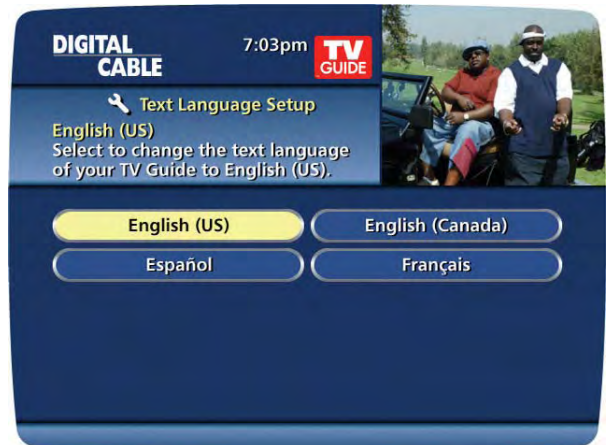 DIGITAL
CABLE
7:03pm
TV
GUIDE
Text Language Setup
English (US)
Select to change the text language
of your TV Guide to English (US).
English (US)
English (Canada)
Español
Français